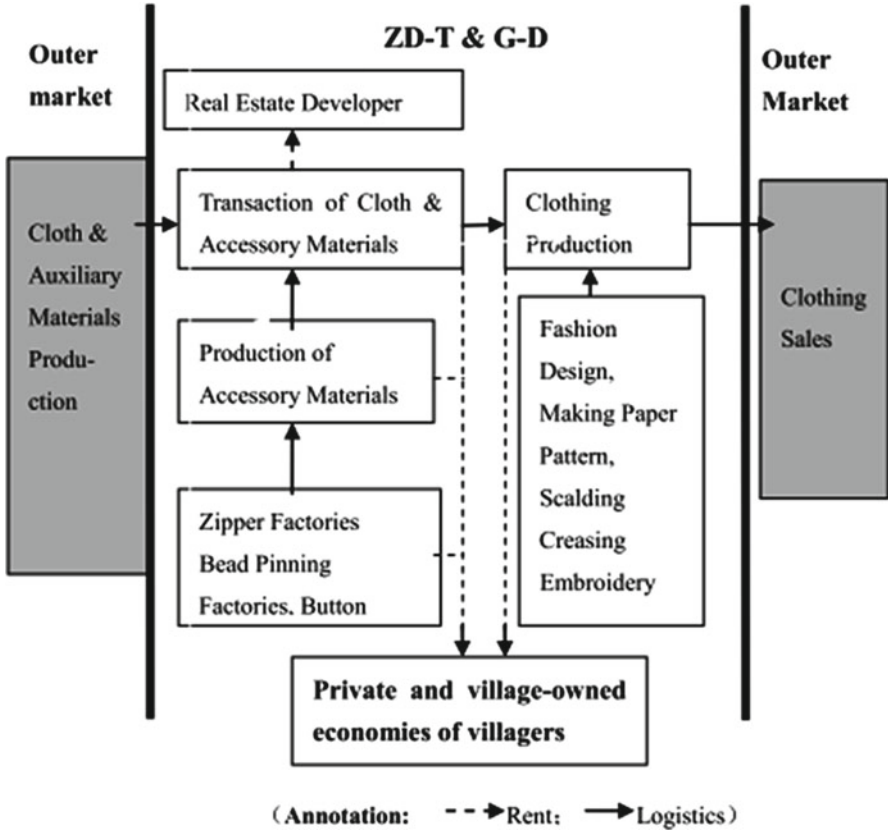 ZD-T & G-D
Outer
market
Outer
Market
Real Estate Developer
Cloth &
Auxiliary
Materials
Produ-
ction
Transaction of Cloth &
Accessory Materials
Clothing
Production
Clothing
Sales
Production of
Accessory Materials
Fashion
Design,
Making Paper
Pattern,
Scalding
Creasing
Embroidery
Zipper Factories
Bead Pinning
Factories, Button
Private and village-owned
economies of villagers
(Annotation: Rent; Logistics)